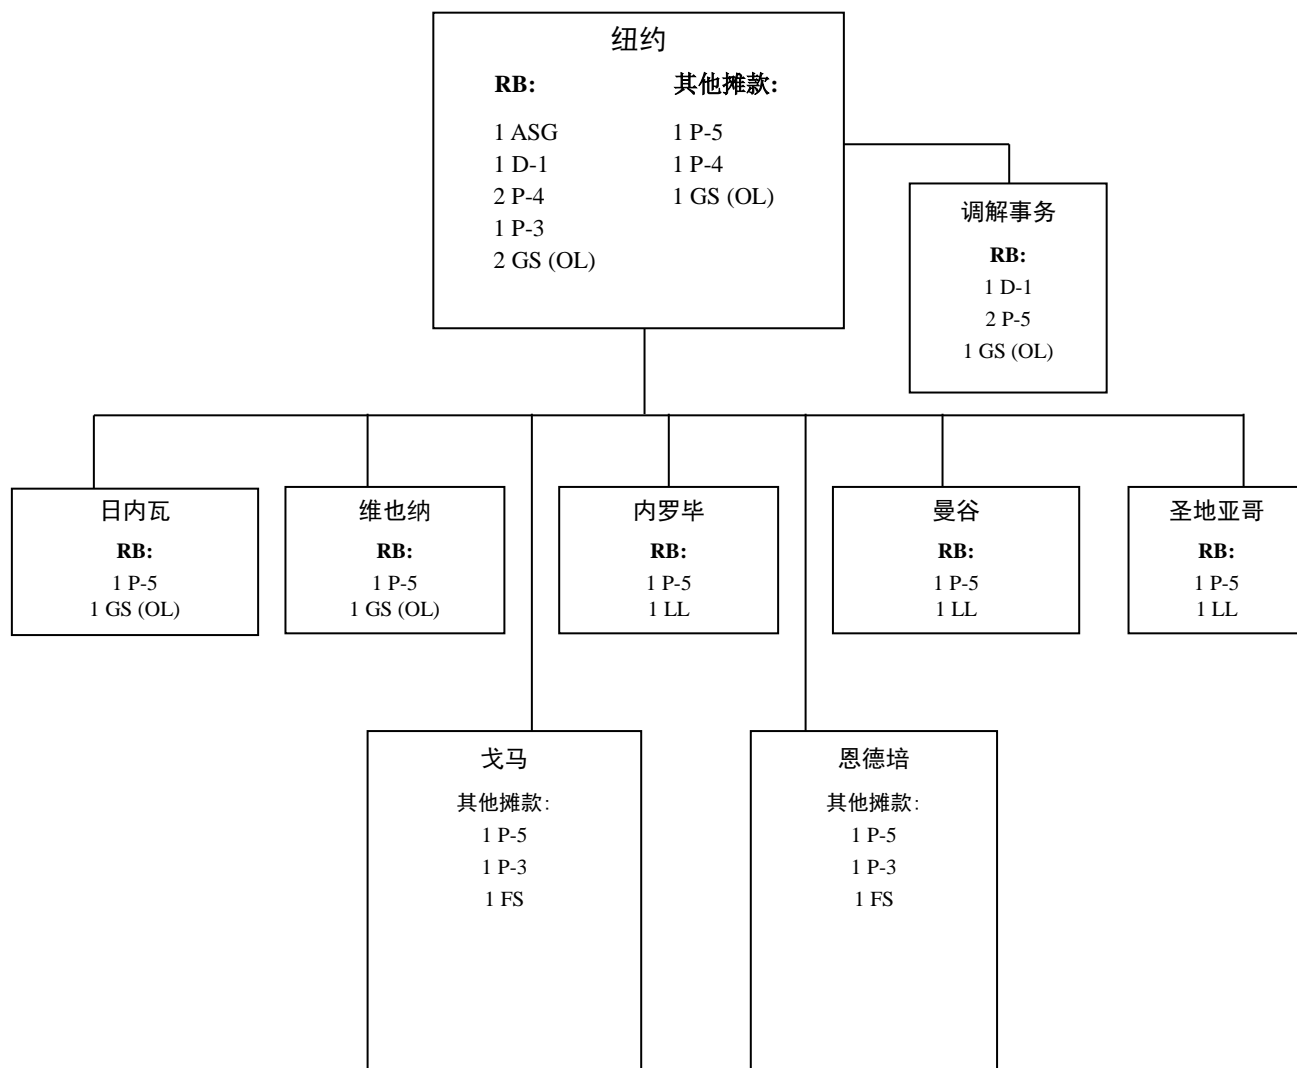 纽约
RB: 其他摊款:
1 ASG 1 P-5
1 D-1 1 P-4
2 P-4 1 GS (OL)
1 P-3
2 GS (OL)
调解事务
RB:
1 D-1
2 P-5
1 GS (OL)
日内瓦
RB:
1 P-5
1 GS (OL)
维也纳
RB:
1 P-5
1 GS (OL)
内罗毕
RB:
1 P-5
1 LL
曼谷
RB:
1 P-5
1 LL
圣地亚哥
RB:
1 P-5
1 LL
戈马
其他摊款:
1 P-5
1 P-3
1 FS
恩德培
其他摊款:
1 P-5
1 P-3
1 FS